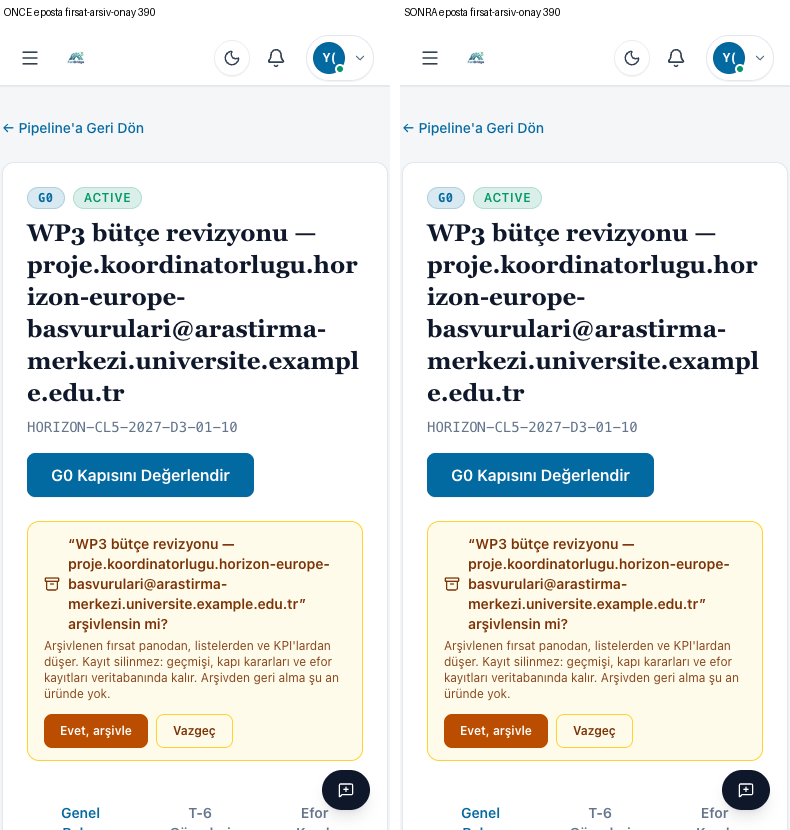 ONCE eposta firsat-arsiv-onay 390
Y(
← Pipeline'a Geri Dön
G0 ACTIVE
WP3 bütçe revizyonu —
proje.koordinatorlugu.hor
izon-europe-
basvurulari@arastirma-
merkezi.universite.exampl
e.edu.tr
HORIZON-CL5-2027-D3-01-10
G0 Kapısını Değerlendir
“WP3 bütçe revizyonu —
proje.koordinatorlugu.horizon-europe-
basvurulari@arastirma-
merkezi.universite.example.edu.tr”
arşivlensin mi?
Arşivlenen fırsat panodan, listelerden ve KPI'lardan
düşer. Kayıt silinmez: geçmişi, kapı kararları ve efor
kayıtları veritabanında kalır. Arşivden geri alma şu an
üründe yok.
Evet, arşivle Vazgeç
Genel T-6 Efor
SONRA eposta firsat-arsiv-onay 390
Y(
← Pipeline'a Geri Dön
G0 ACTIVE
WP3 bütçe revizyonu —
proje.koordinatorlugu.hor
izon-europe-
basvurulari@arastirma-
merkezi.universite.exampl
e.edu.tr
HORIZON-CL5-2027-D3-01-10
G0 Kapısını Değerlendir
“WP3 bütçe revizyonu —
proje.koordinatorlugu.horizon-europe-
basvurulari@arastirma-
merkezi.universite.example.edu.tr”
arşivlensin mi?
Arşivlenen fırsat panodan, listelerden ve KPI'lardan
düşer. Kayıt silinmez: geçmişi, kapı kararları ve efor
kayıtları veritabanında kalır. Arşivden geri alma şu an
üründe yok.
Evet, arşivle Vazgeç
Genel T-6 Efor